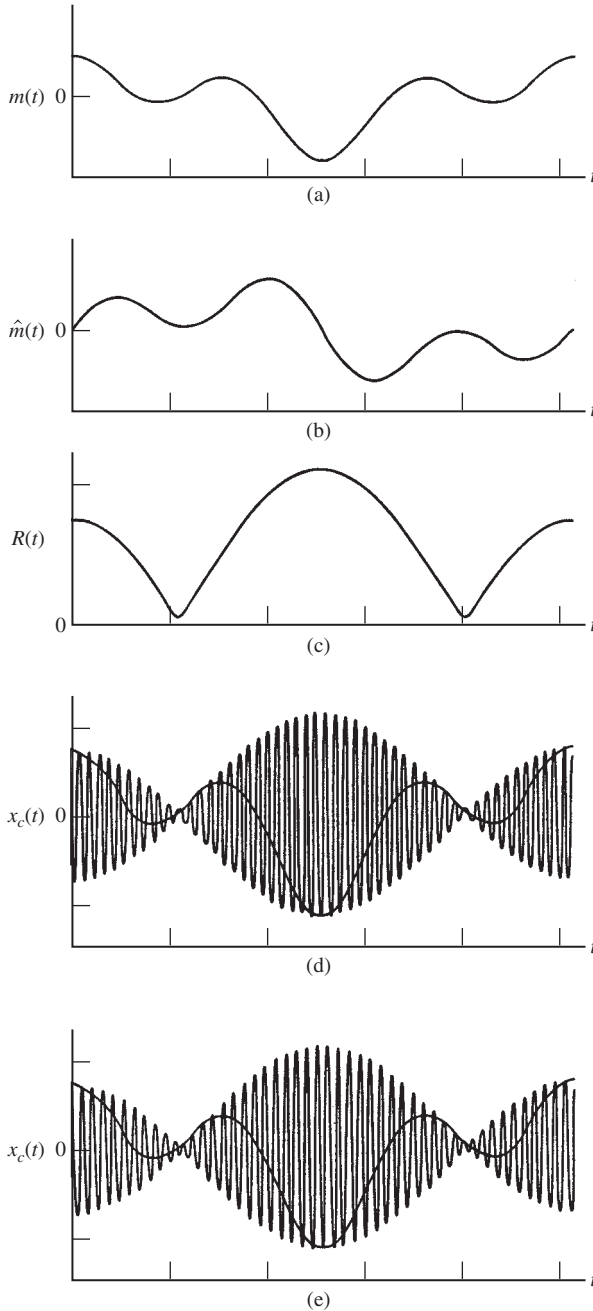 m(t) 0
t
(a)
m̂(t) 0
t
(b)
R(t)
0
t
(c)
x_c(t) 0
t
(d)
x_c(t) 0
t
(e)